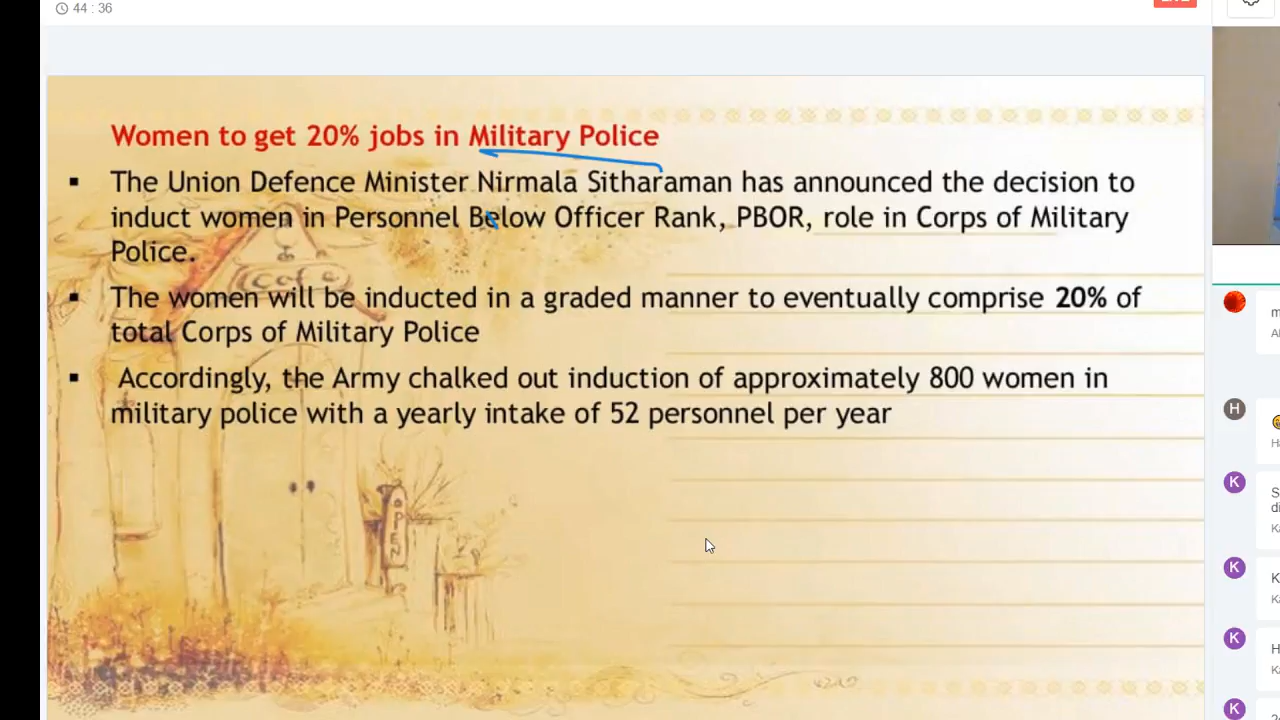 44 : 36
Women to get 20% jobs in Military Police
▪ The Union Defence Minister Nirmala Sitharaman has announced the decision to
induct women in Personnel Below Officer Rank, PBOR, role in Corps of Military
Police.
▪ The women will be inducted in a graded manner to eventually comprise 20% of
total Corps of Military Police
▪ Accordingly, the Army chalked out induction of approximately 800 women in
military police with a yearly intake of 52 personnel per year
OPEN
H
K
K
K
K